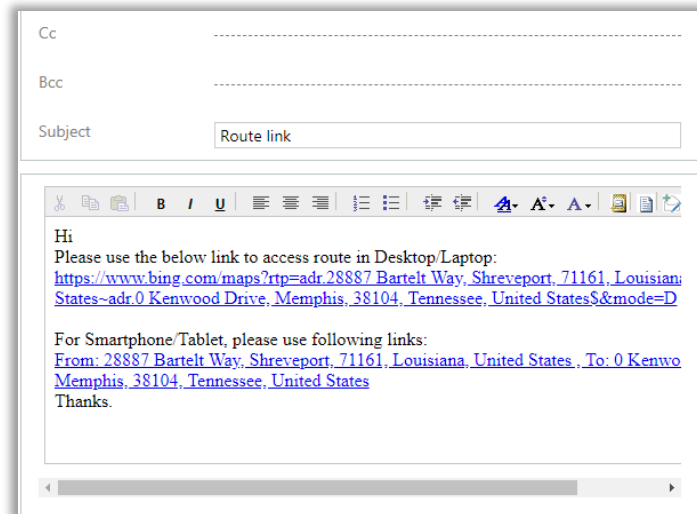 Cc
Bcc
Subject Route link
B I U A A A
Hi
Please use the below link to access route in Desktop/Laptop:
https://www.bing.com/maps?rtp=adr.28887 Bartelt Way, Shreveport, 71161, Louisiana
States~adr.0 Kenwood Drive, Memphis, 38104, Tennessee, United States$&mode=D
For Smartphone/Tablet, please use following links:
From: 28887 Bartelt Way, Shreveport, 71161, Louisiana, United States , To: 0 Kenwo
Memphis, 38104, Tennessee, United States
Thanks.